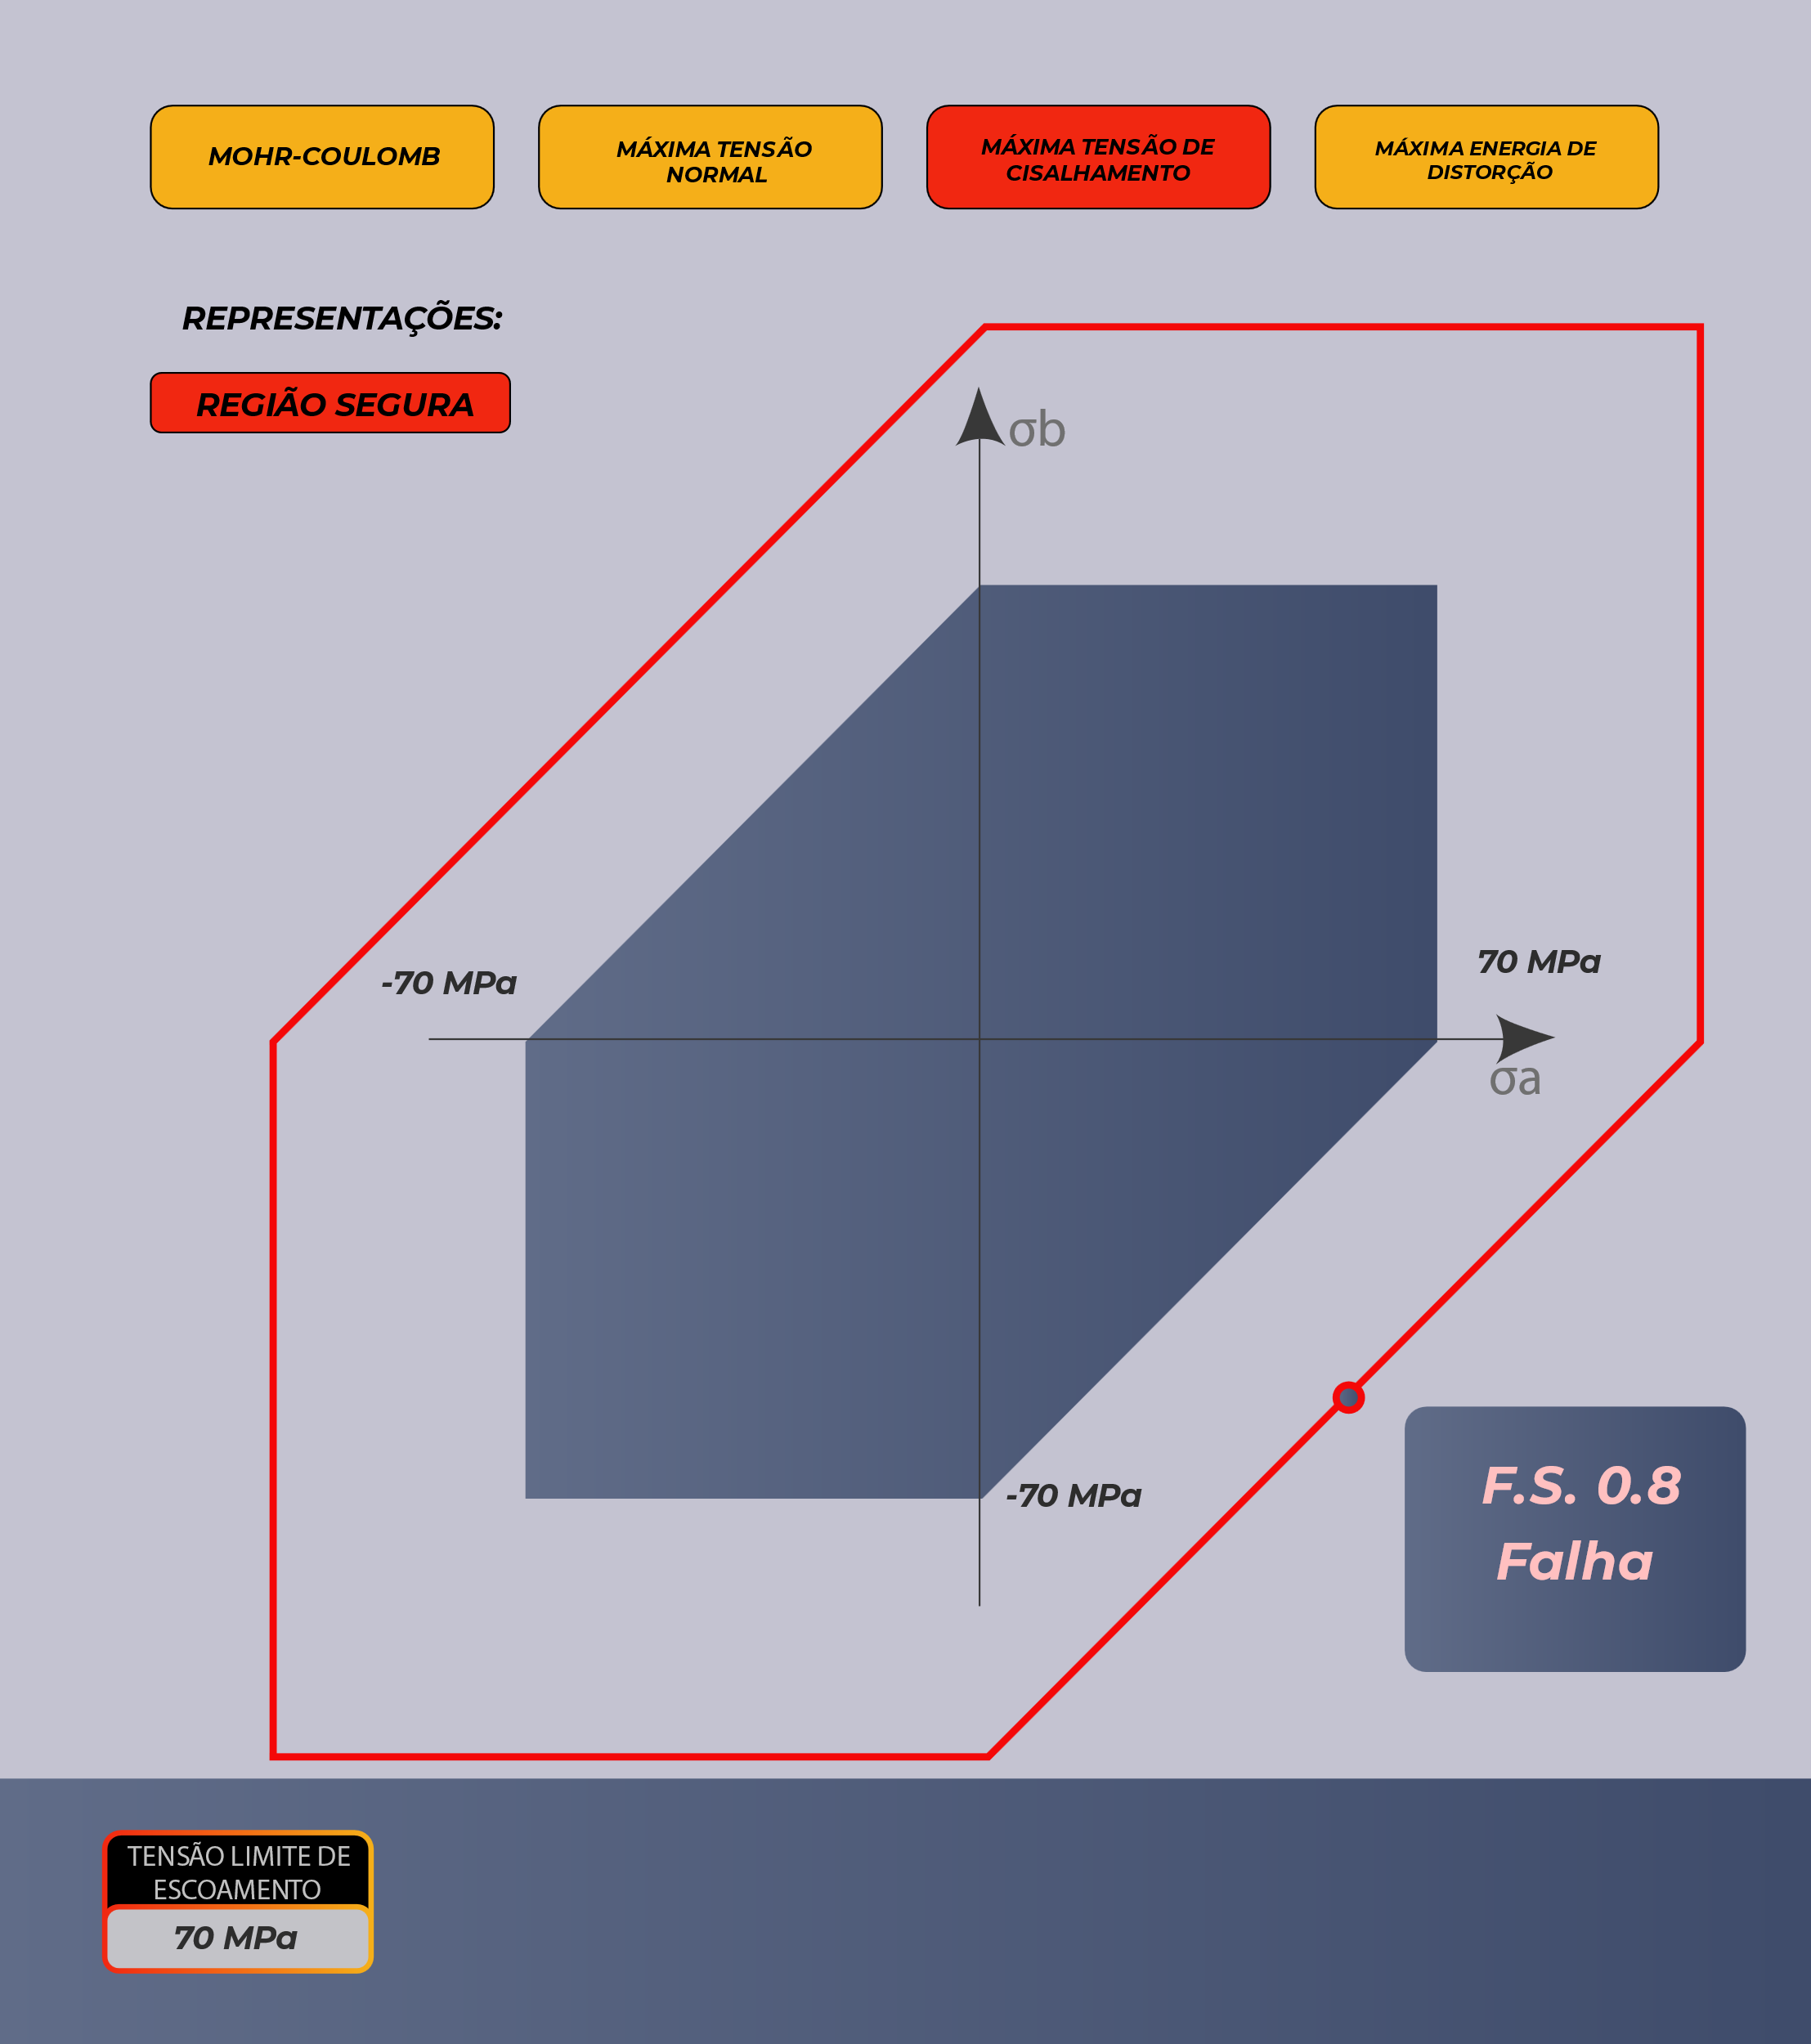 MOHR-COULOMB
MÁXIMA TENSÃO
NORMAL
MÁXIMA TENSÃO DE
CISALHAMENTO
MÁXIMA ENERGIA DE
DISTORÇÃO
REPRESENTAÇÕES:
REGIÃO SEGURA
σb
-70 MPa
70 MPa
σa
-70 MPa
F.S. 0.8
Falha
TENSÃO LIMITE DE
ESCOAMENTO
70 MPa